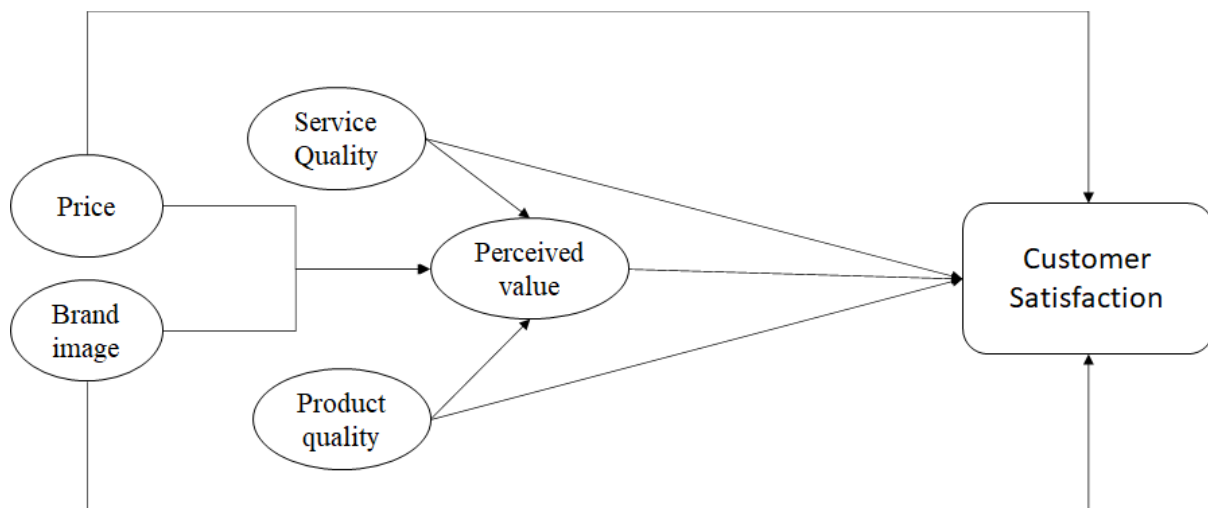 Service
Quality
Price
Perceived
value
Customer
Satisfaction
Brand
image
Product
quality